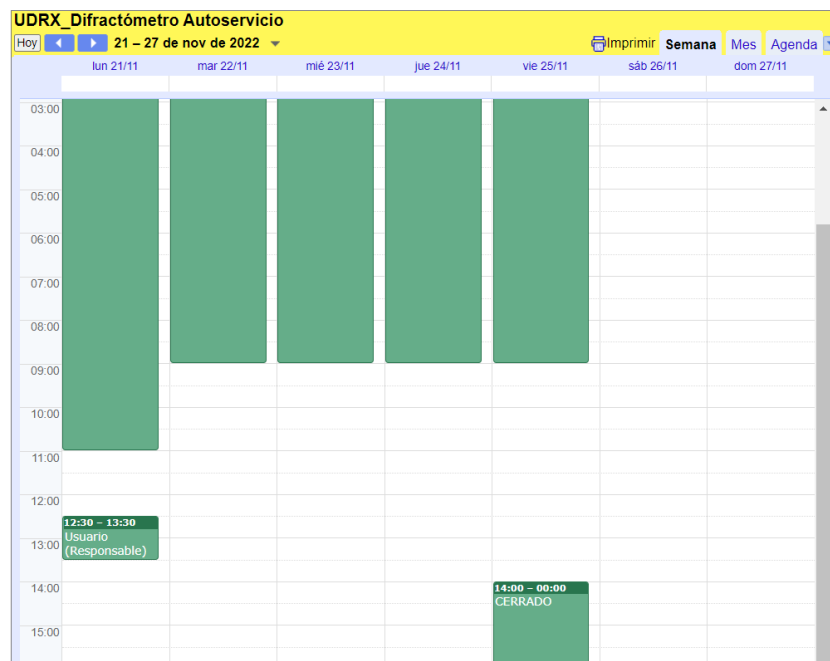 UDRX_Difractómetro Autoservicio
Hoy 21 – 27 de nov de 2022 Imprimir Semana Mes Agenda
lun 21/11 mar 22/11 mié 23/11 jue 24/11 vie 25/11 sáb 26/11 dom 27/11
03:00
04:00
05:00
06:00
07:00
08:00
09:00
10:00
11:00
12:00
12:30 – 13:30
Usuario
13:00 (Responsable)
14:00 14:00 – 00:00
CERRADO
15:00